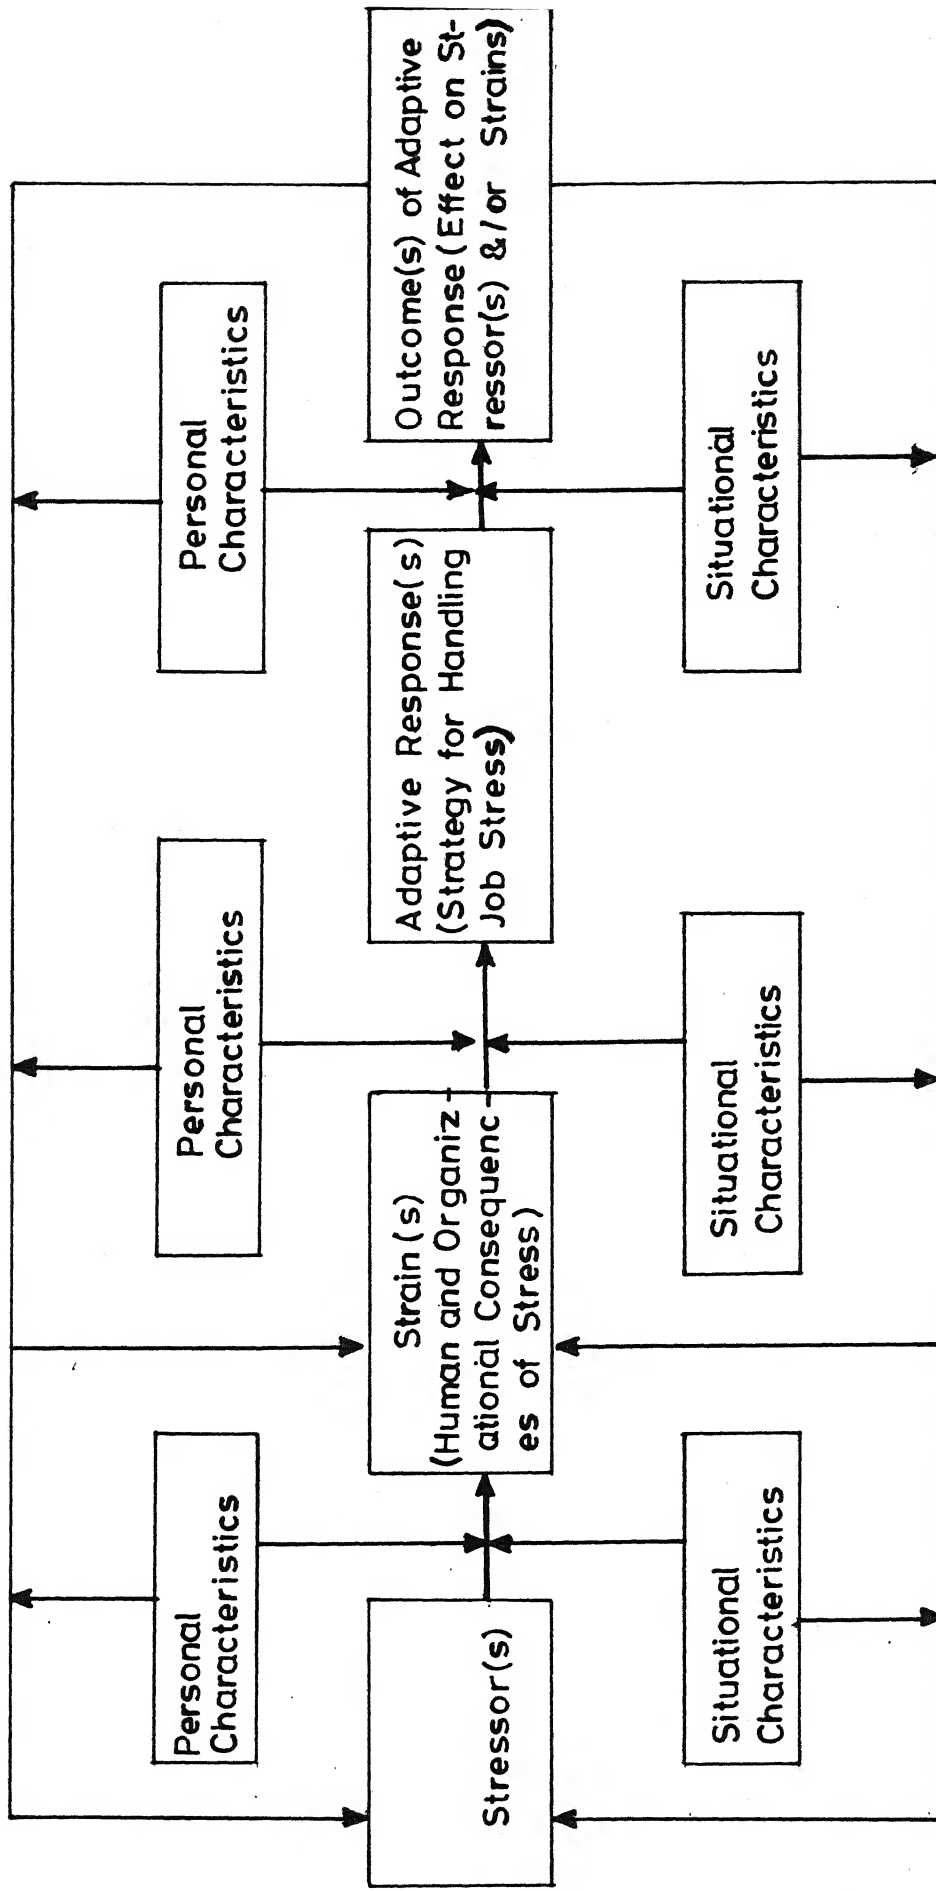 Personal
Characteristics
Personal
Characteristics
Personal
Characteristics
Stressor(s)
Strain(s)
(Human and Organiz-
ational Consequenc-
es of Stress)
Adaptive Response(s)
(Strategy for Handling
Job Stress)
Outcome(s) of Adaptive
Response(Effect on St-
ressor(s) &/or Strains)
Situational
Characteristics
Situational
Characteristics
Situational
Characteristics